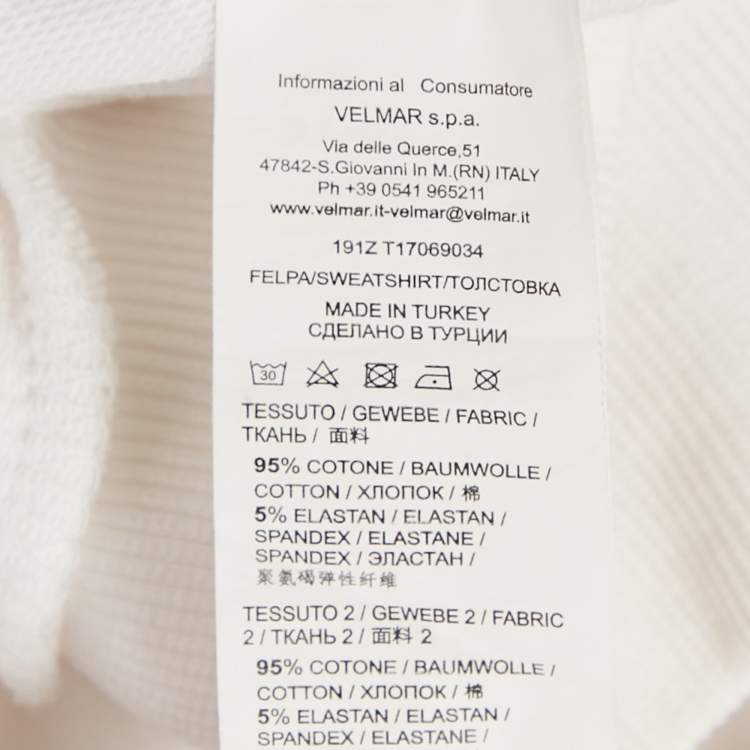 Informazioni al Consumatore
VELMAR s.p.a.
Via delle Querce,51
47842-S.Giovanni In M.(RN) ITALY
Ph +39 0541 965211
www.velmar.it-velmar@velmar.it
191Z T17069034
FELPA/SWEATSHIRT/ТОЛСТОВКА
MADE IN TURKEY
СДЕЛАНО В ТУРЦИИ
30
TESSUTO / GEWEBE / FABRIC /
ТКАНЬ / 面料
95% COTONE / BAUMWOLLE /
COTTON / ХЛОПОК / 棉
5% ELASTAN / ELASTAN /
SPANDEX / ELASTANE /
SPANDEX / ЭЛАСТАН /
聚氨碣弹性纤维
TESSUTO 2 / GEWEBE 2 / FABRIC
2 / ТКАНЬ 2 / 面料 2
95% COTONE / BAUMWOLLE /
COTTON / ХЛОПОК / 棉
5% ELASTAN / ELASTAN /
SPANDEX / ELASTANE /